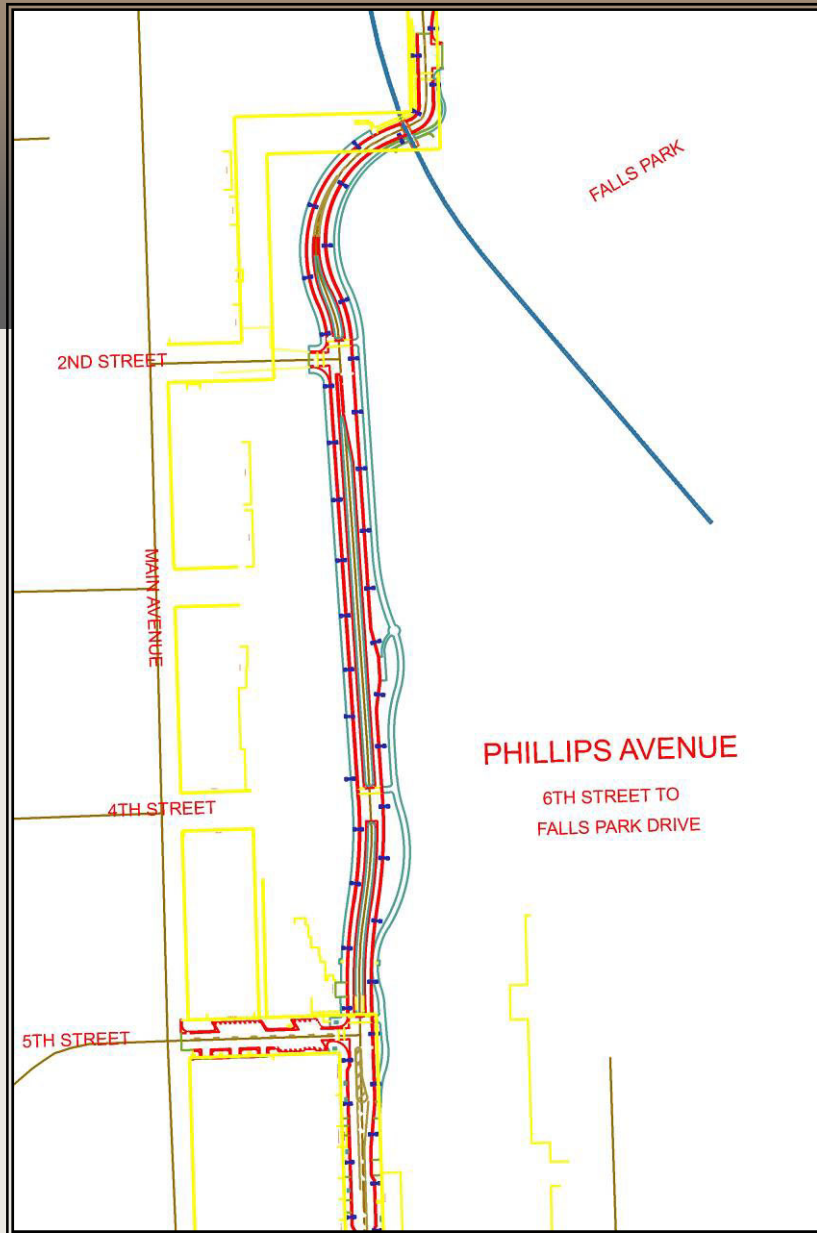 FALLS PARK
2ND STREET
MAIN AVENUE
PHILLIPS AVENUE
6TH STREET TO
FALLS PARK DRIVE
4TH STREET
5TH STREET